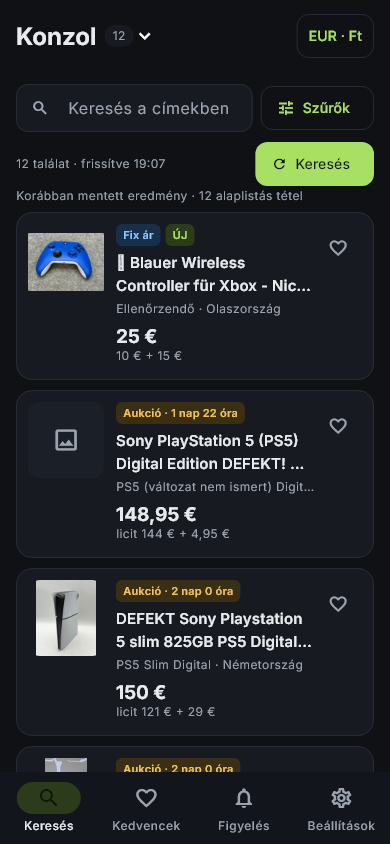 Konzol 12
EUR · Ft
Keresés a címekben
Szűrők
12 találat · frissítve 19:07
Keresés
Korábban mentett eredmény · 12 alaplistás tétel
Fix ár ÚJ
Blauer Wireless
Controller für Xbox - Nic...
Ellenőrzendő · Olaszország
25 €
10 € + 15 €
Aukció · 1 nap 22 óra
Sony PlayStation 5 (PS5)
Digital Edition DEFEKT! ...
PS5 (változat nem ismert) Digit...
148,95 €
licit 144 € + 4,95 €
Aukció · 2 nap 0 óra
DEFEKT Sony Playstation
5 slim 825GB PS5 Digital...
PS5 Slim Digital · Németország
150 €
licit 121 € + 29 €
Aukció · 2 nap 0 óra
Keresés
Kedvencek
Figyelés
Beállítások